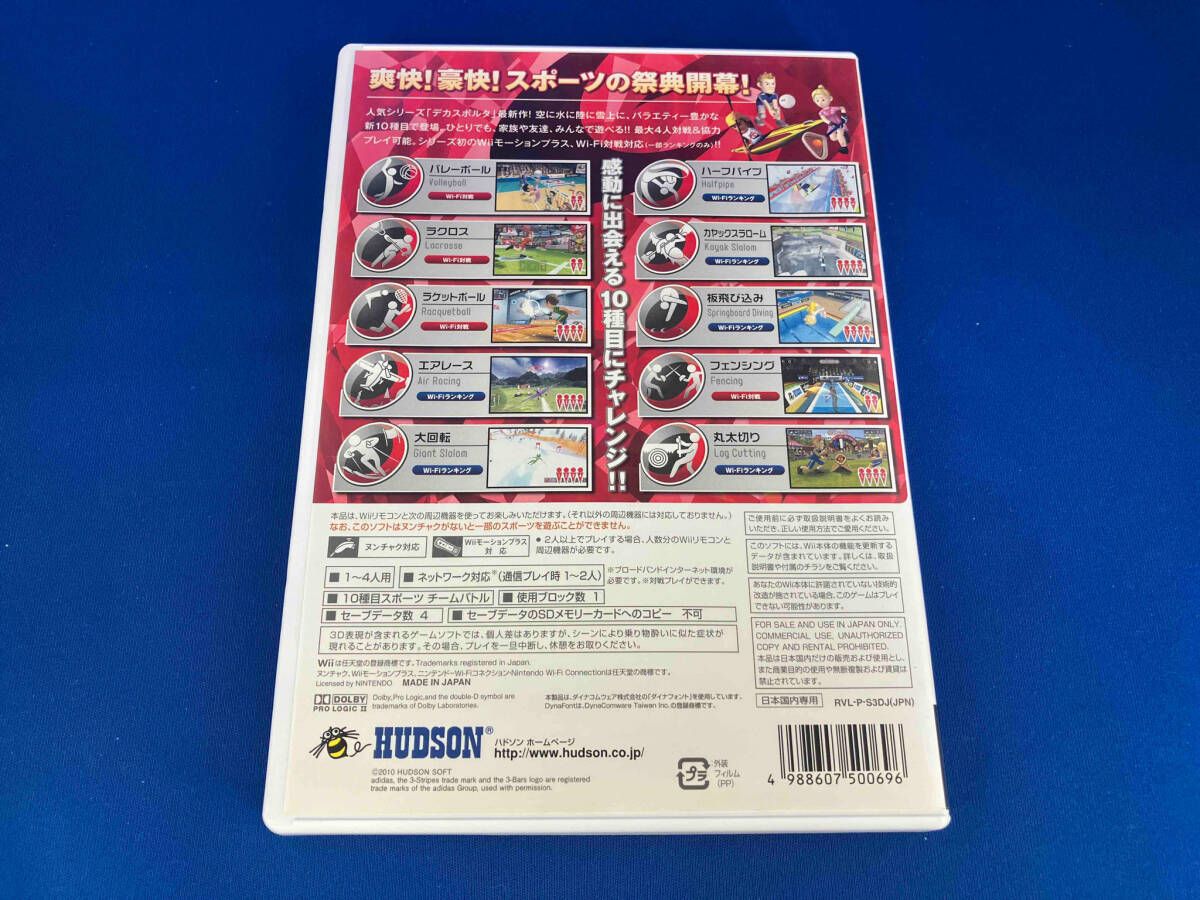 爽快!豪快!スポーツの祭典開幕!
人気シリーズ「デカスポルタ」最新作!空に水に陸に雪上に、バラエティー豊かな
新10種目で登場。ひとりでも、家族や友達、みんなで遊べる!!最大4人対戦&協力
プレイ可能。シリーズ初のWiiモーションプラス、Wi-Fi対戦対応(一部ランキングのみ)!!
感動に出会える10種目にチャレンジ!!
バレーボール
Volleyball
Wi-Fi対戦
ラクロス
Lacrosse
Wi-Fi対戦
ラケットボール
Racquetball
Wi-Fi対戦
エアレース
Air Racing
Wi-Fiランキング
大回転
Giant Slalom
Wi-Fiランキング
ハーフパイプ
Halfpipe
Wi-Fiランキング
カヤックスラローム
Kayak Slalom
Wi-Fiランキング
板飛び込み
Springboard Diving
Wi-Fiランキング
フェンシング
Fencing
Wi-Fi対戦
丸太切り
Log Cutting
Wi-Fiランキング
本品は、Wiiリモコンと次の周辺機器を使ってお楽しみいただけます。(それ以外の周辺機器には対応しておりません。)
なお、このソフトはヌンチャクがないと一部のスポーツを遊ぶことができません。
ヌンチャク対応
Wiiモーションプラス
対応
● 2人以上でプレイする場合、人数分のWiiリモコンと
周辺機器が必要です。
■ 1〜4人用
■ ネットワーク対応*(通信プレイ時 1〜2人)
*ブロードバンドインターネット環境が
必要です。*対戦プレイができます。
■ 10種目スポーツ チームバトル
■ 使用ブロック数 1
■ セーブデータ数 4
■ セーブデータのSDメモリーカードへのコピー 不可
3D表現が含まれるゲームソフトでは、個人差はありますが、シーンにより乗り物酔いに似た症状が
現れることがあります。その場合、プレイを一旦中断し、休憩をお取りください。
Wiiは任天堂の登録商標です。Trademarks registered in Japan.
ヌンチャク、Wiiモーションプラス、ニンテンドーWi-Fiコネクション・Nintendo Wi-Fi Connectionは任天堂の商標です。
Licensed by NINTENDO MADE IN JAPAN
ご使用前に必ず取扱説明書をよくお読み
いただき、正しい使用方法でご愛用ください。
このソフトには、Wii本体の機能を更新する
データが含まれています。詳しくは、取扱
説明書や付属のチラシをご覧ください。
あなたのWii本体に許諾されていない技術的
改造が施されている場合、このゲームはプレイ
できない可能性があります。
FOR SALE AND USE IN JAPAN ONLY.
COMMERCIAL USE, UNAUTHORIZED
COPY AND RENTAL PROHIBITED.
本品は日本国内だけの販売および使用とし、
また商業目的の使用や無断複製および賃貸
は禁止されています。
日本国内専用
RVL-P-S3DJ(JPN)
DOLBY
PRO LOGIC II
Dolby,Pro Logic,and the double-D symbol are
trademarks of Dolby Laboratories.
本製品は、ダイナコムウェア株式会社の「ダイナフォント」を使用しています。
DynaFontは、DynaComware Taiwan Inc.の登録商標です。
HUDSON®
ハドソン ホームページ
http://www.hudson.co.jp/
©2010 HUDSON SOFT
adidas, the 3-Stripes trade mark and the 3-Bars logo are registered
trade marks of the adidas Group, used with permission.
プラ
外装
フィルム
(PP)
4 988607 500696